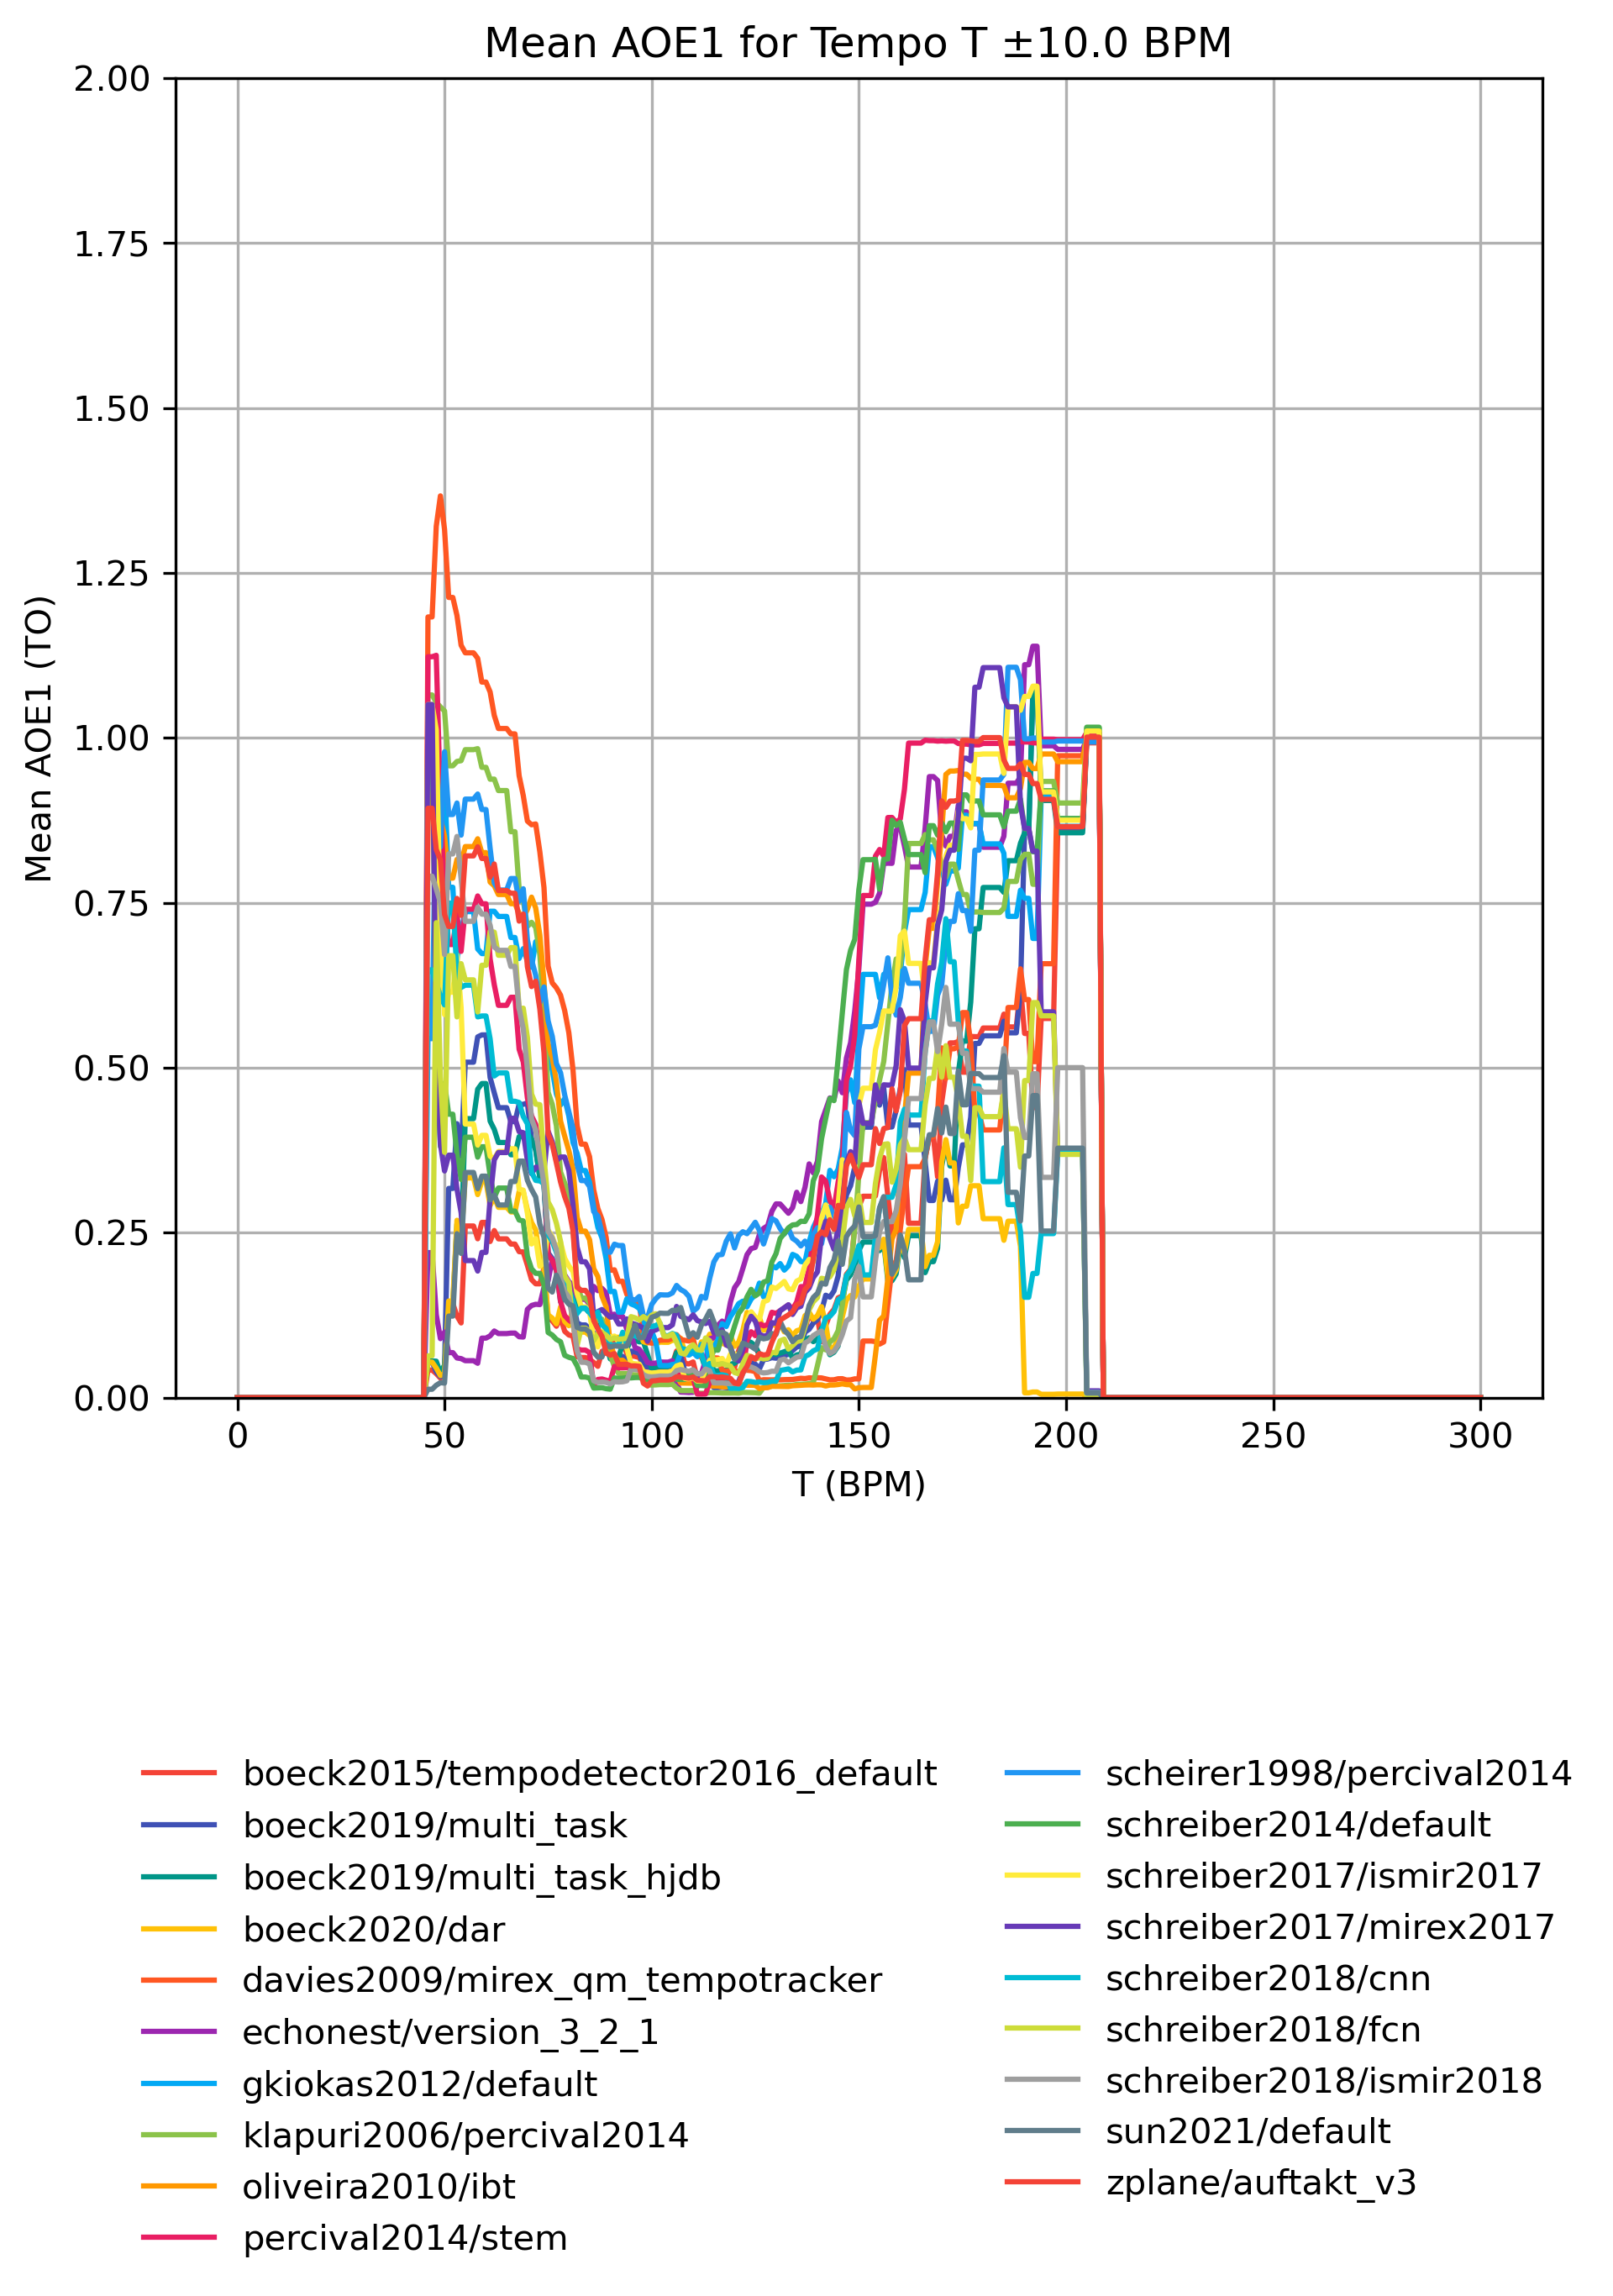 Mean AOE1 for Tempo T ±10.0 BPM
2.00
1.75
1.50
1.25
1.00
0.75
0.50
0.25
0.00
Mean AOE1 (TO)
0 50 100 150 200 250 300
T (BPM)
boeck2015/tempodetector2016_default
boeck2019/multi_task
boeck2019/multi_task_hjdb
boeck2020/dar
davies2009/mirex_qm_tempotracker
echonest/version_3_2_1
gkiokas2012/default
klapuri2006/percival2014
oliveira2010/ibt
percival2014/stem
scheirer1998/percival2014
schreiber2014/default
schreiber2017/ismir2017
schreiber2017/mirex2017
schreiber2018/cnn
schreiber2018/fcn
schreiber2018/ismir2018
sun2021/default
zplane/auftakt_v3